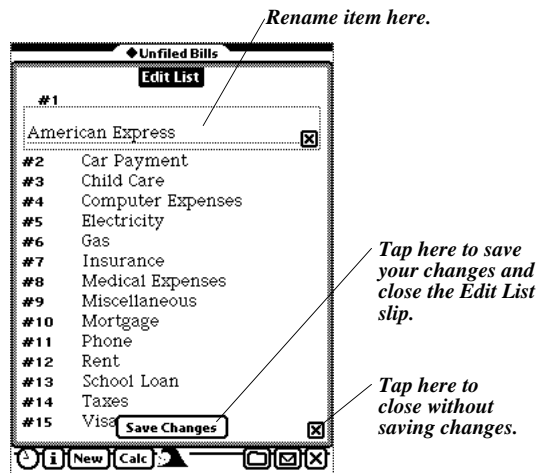 Rename item here.
◆Unfiled Bills
Edit List
#1
American Express
#2 Car Payment
#3 Child Care
#4 Computer Expenses
#5 Electricity
#6 Gas
#7 Insurance
#8 Medical Expenses
#9 Miscellaneous
#10 Mortgage
#11 Phone
#12 Rent
#13 School Loan
#14 Taxes
#15 Visa
Save Changes
Tap here to save
your changes and
close the Edit List
slip.
Tap here to
close without
saving changes.
i New Calc